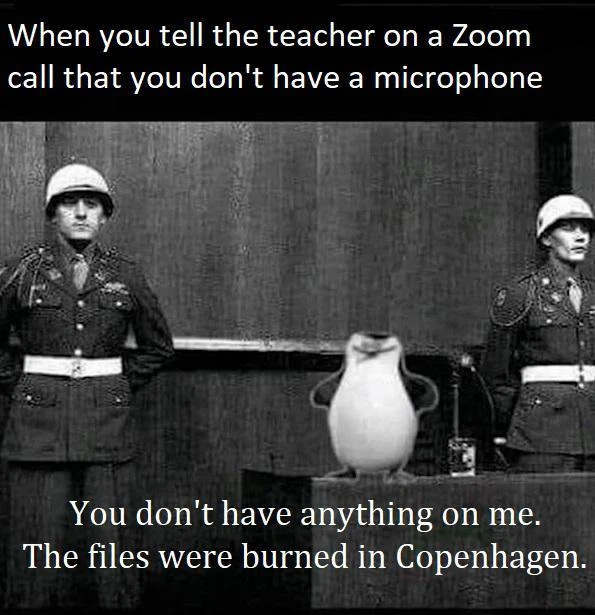 When you tell the teacher on a Zoom
call that you don't have a microphone
You don't have anything on me.
The files were burned in Copenhagen.